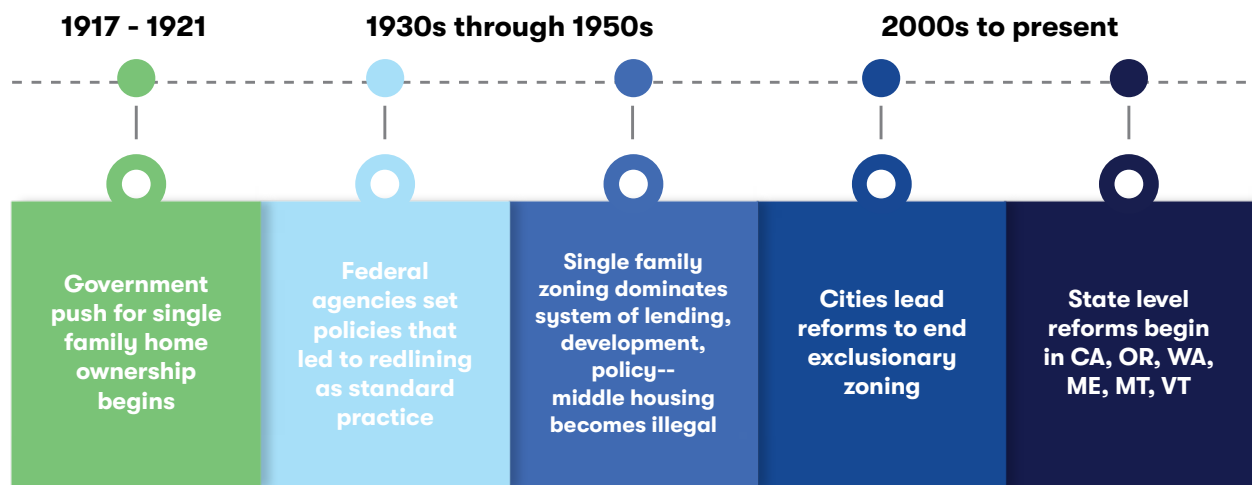 1917 - 1921
1930s through 1950s
2000s to present
Government
push for single
family home
ownership
begins
Federal
agencies set
policies that
led to redlining
as standard
practice
Single family
zoning dominates
system of lending,
development,
policy--
middle housing
becomes illegal
Cities lead
reforms to end
exclusionary
zoning
State level
reforms begin
in CA, OR, WA,
ME, MT, VT